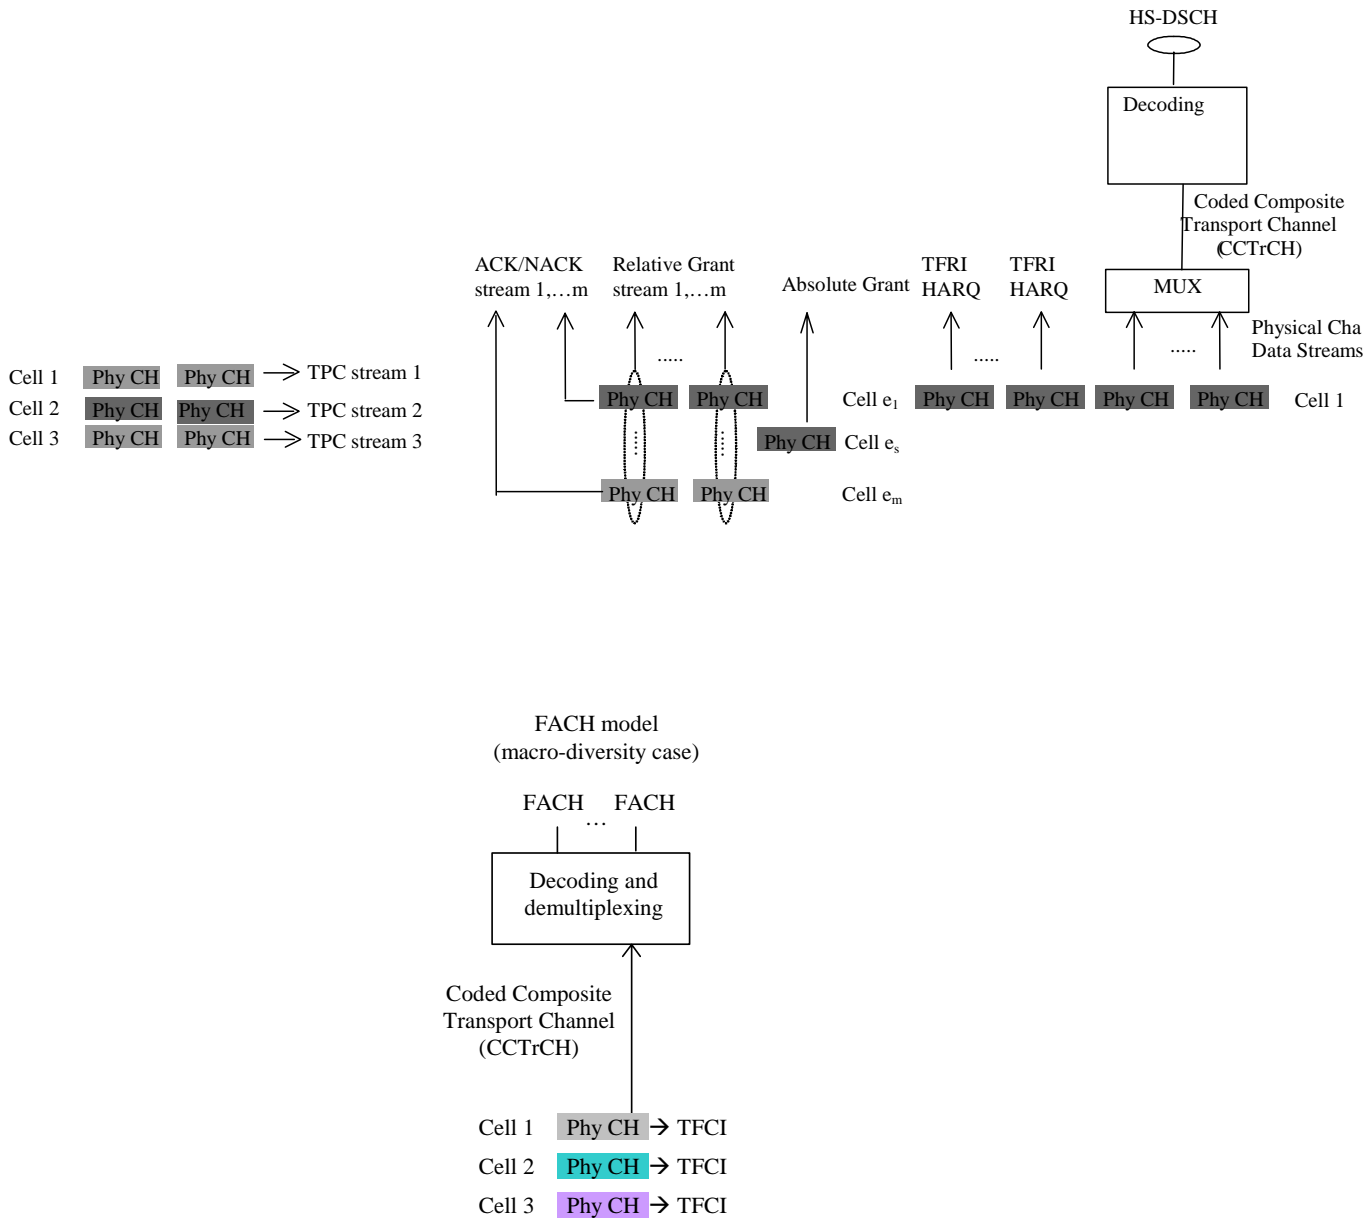 HS-DSCH
Decoding
Coded Composite
Transport Channel
(CCTrCH)
MUX
Physical Cha
Data Streams
ACK/NACK
stream 1,…m
Relative Grant
stream 1,…m
Absolute Grant
TFRI
HARQ
TFRI
HARQ
.....
.....
.....
Cell 1 Phy CH Phy CH TPC stream 1
Cell 2 Phy CH Phy CH TPC stream 2
Cell 3 Phy CH Phy CH TPC stream 3
Phy CH Phy CH Cell e1 Phy CH Phy CH Phy CH Phy CH Cell 1
..... .....
Phy CH Cell es
Phy CH Phy CH Cell em
FACH model
(macro-diversity case)
FACH … FACH
Decoding and
demultiplexing
Coded Composite
Transport Channel
(CCTrCH)
Cell 1 Phy CH → TFCI
Cell 2 Phy CH → TFCI
Cell 3 Phy CH → TFCI